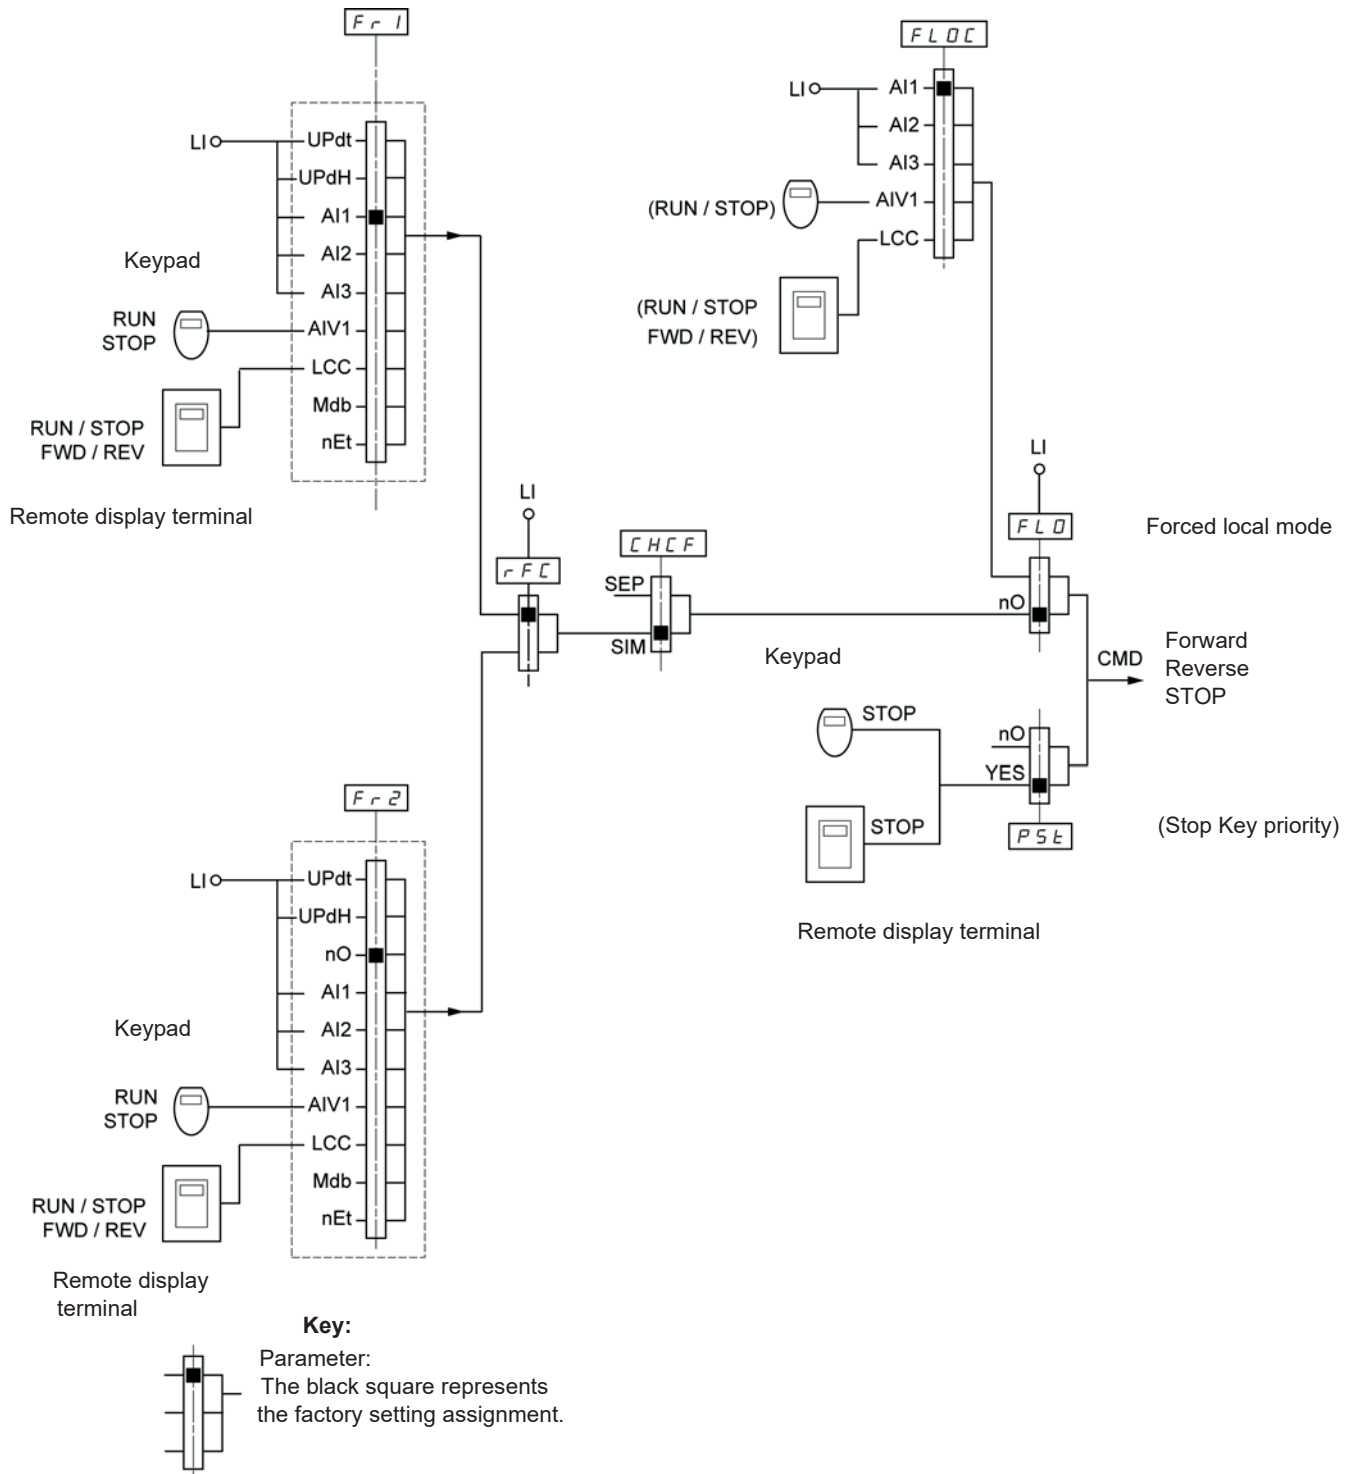 Fr1
LI
UPdt
UPdH
AI1
AI2
AI3
AIV1
LCC
Mdb
nEt
Keypad
RUN
STOP
RUN / STOP
FWD / REV
Remote display terminal
FLOC
LI
AI1
AI2
AI3
AIV1
LCC
(RUN / STOP)
(RUN / STOP
FWD / REV)
LI
rFC
CHCF
SEP
SIM
LI
FLO
nO
Forced local mode
Keypad
CMD
Forward
Reverse
STOP
STOP
STOP
nO
YES
PSt
(Stop Key priority)
Remote display terminal
Fr2
LI
UPdt
UPdH
nO
AI1
AI2
AI3
AIV1
LCC
Mdb
nEt
Keypad
RUN
STOP
RUN / STOP
FWD / REV
Remote display
terminal
Key:
Parameter:
The black square represents
the factory setting assignment.